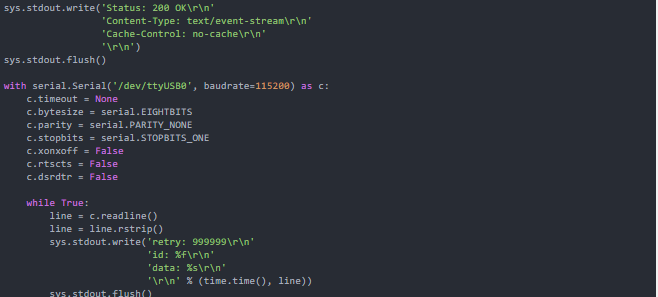 sys.stdout.write('Status: 200 OK\r\n'
                 'Content-Type: text/event-stream\r\n'
                 'Cache-Control: no-cache\r\n'
                 '\r\n')
sys.stdout.flush()

with serial.Serial('/dev/ttyUSB0', baudrate=115200) as c:
    c.timeout = None
    c.bytesize = serial.EIGHTBITS
    c.parity = serial.PARITY_NONE
    c.stopbits = serial.STOPBITS_ONE
    c.xonxoff = False
    c.rtscts = False
    c.dsrdtr = False

    while True:
        line = c.readline()
        line = line.rstrip()
        sys.stdout.write('retry: 999999\r\n'
                         'id: %f\r\n'
                         'data: %s\r\n'
                         '\r\n' % (time.time(), line))
        sys.stdout.flush()